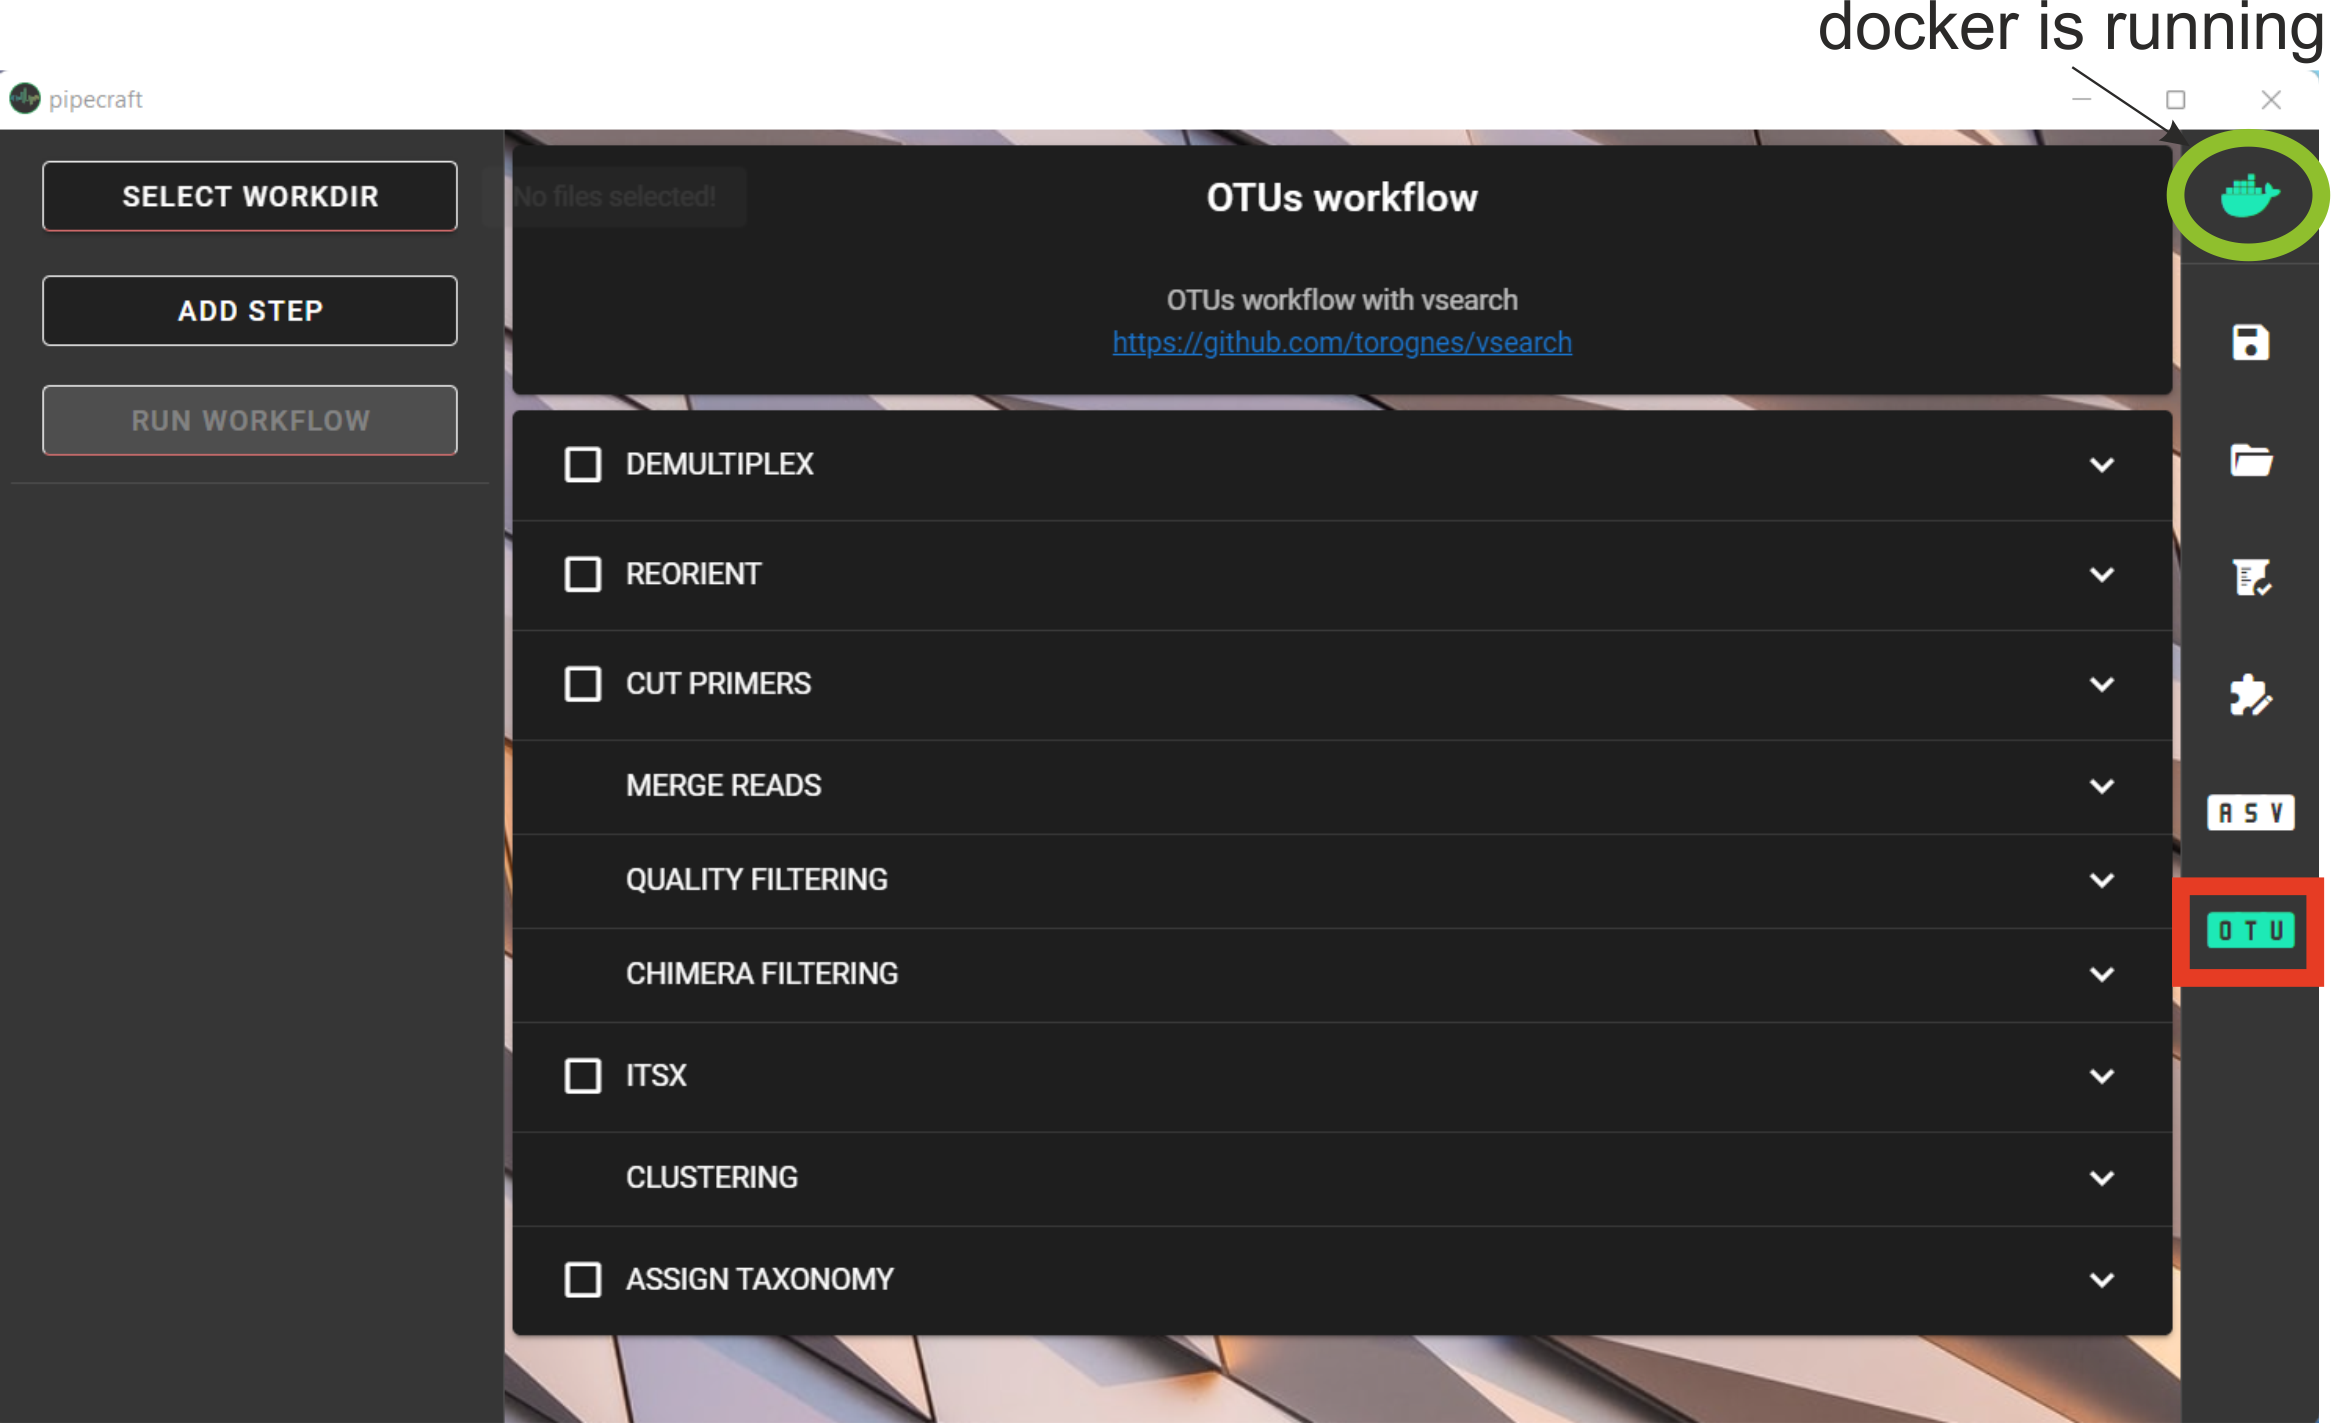 docker is running
pipecraft
SELECT WORKDIR
No files selected!
ADD STEP
RUN WORKFLOW
OTUs workflow
OTUs workflow with vsearch
https://github.com/torognes/vsearch
DEMULTIPLEX
REORIENT
CUT PRIMERS
MERGE READS
QUALITY FILTERING
CHIMERA FILTERING
ITSX
CLUSTERING
ASSIGN TAXONOMY
ASV
OTU